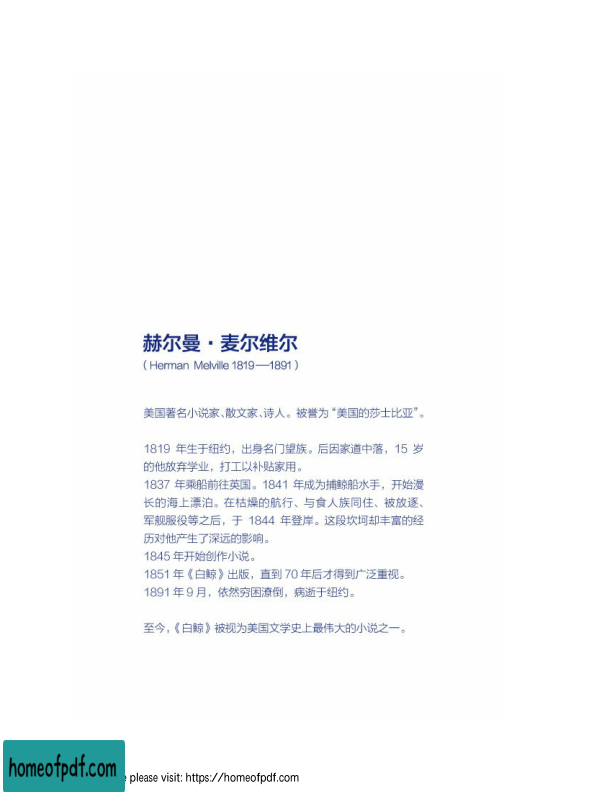 赫尔曼·麦尔维尔
（Herman Melville 1819—1891）
美国著名小说家、散文家、诗人。被誉为“美国的莎士比亚”。
1819 年生于纽约，出身名门望族。后因家道中落，15 岁
的他放弃学业，打工以补贴家用。
1837 年乘船前往英国。1841 年成为捕鲸船水手，开始漫
长的海上漂泊。在枯燥的航行、与食人族同住、被放逐、
军舰服役等之后，于 1844 年登岸。这段坎坷却丰富的经
历对他产生了深远的影响。
1845 年开始创作小说。
1851 年《白鲸》出版，直到 70 年后才得到广泛重视。
1891 年 9 月，依然穷困潦倒，病逝于纽约。
至今，《白鲸》被视为美国文学史上最伟大的小说之一。
homeofpdf.com
please visit: https://homeofpdf.com